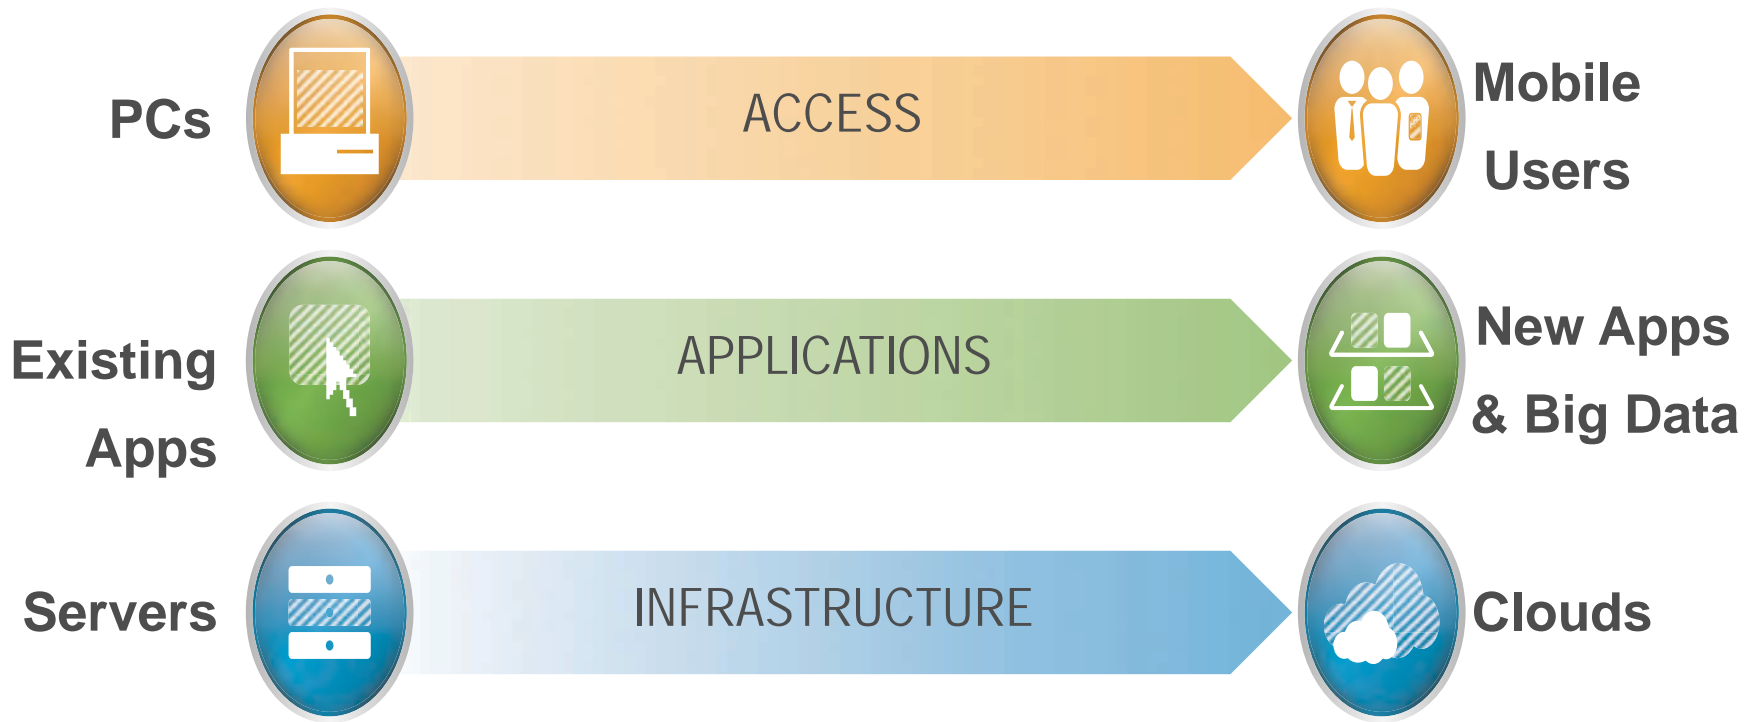 PCs
ACCESS
Mobile
Users
Existing
Apps
APPLICATIONS
New Apps
& Big Data
Servers
INFRASTRUCTURE
Clouds